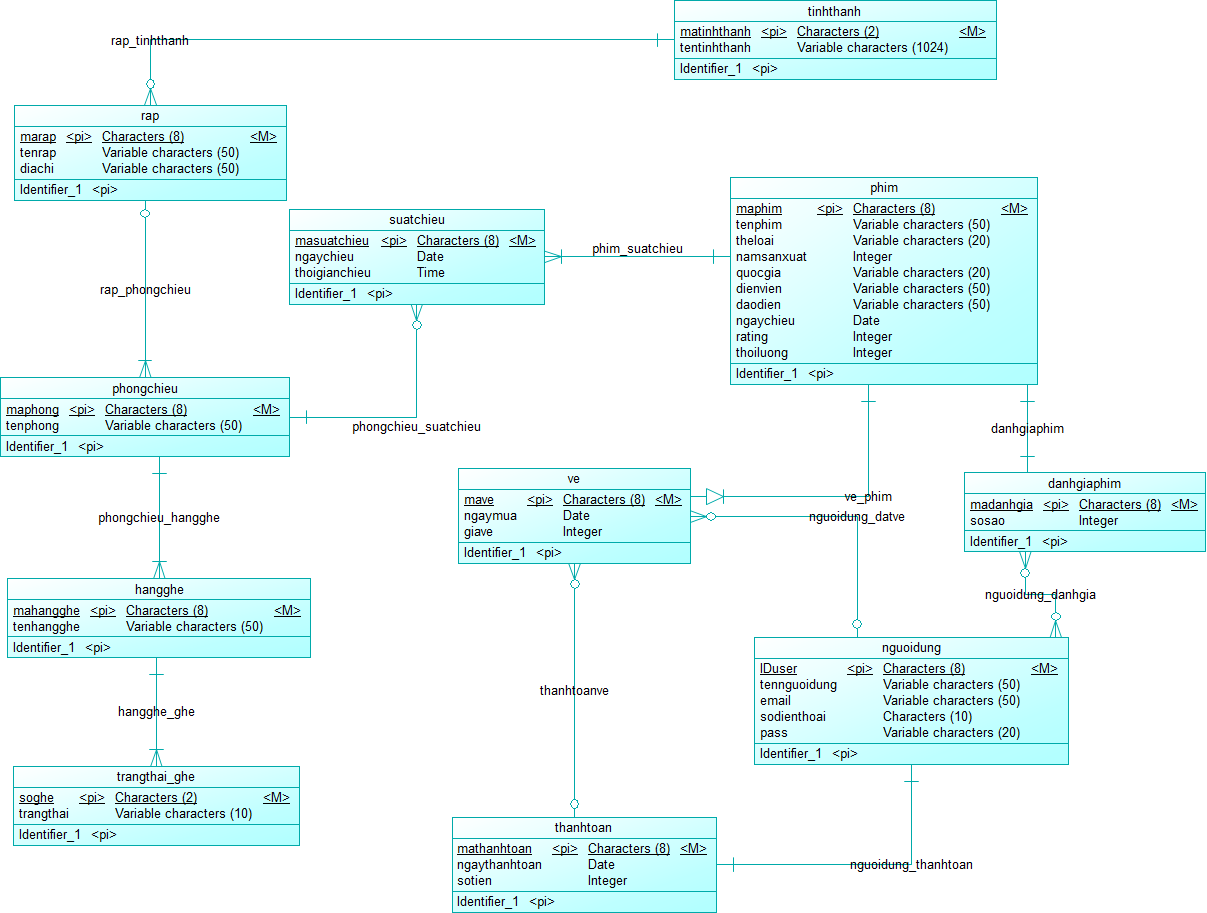 tinhthanh
matinhthanh <pi> Characters (2) <M>
tentinhthanh Variable characters (1024)
Identifier_1 <pi>
rap_tinhthanh
rap
marap <pi> Characters (8) <M>
tenrap Variable characters (50)
diachi Variable characters (50)
Identifier_1 <pi>
suatchieu
masuatchieu <pi> Characters (8) <M>
ngaychieu Date
thoigianchieu Time
Identifier_1 <pi>
phim_suatchieu
phim
maphim <pi> Characters (8) <M>
tenphim Variable characters (50)
theloai Variable characters (20)
namsanxuat Integer
quocgia Variable characters (20)
dienvien Variable characters (50)
daodien Variable characters (50)
ngaychieu Date
rating Integer
thoiluong Integer
Identifier_1 <pi>
rap_phongchieu
phongchieu
maphong <pi> Characters (8) <M>
tenphong Variable characters (50)
Identifier_1 <pi>
phongchieu_suatchieu
danhgiaphim
phongchieu_hangghe
ve
mave <pi> Characters (8) <M>
ngaymua Date
giave Integer
Identifier_1 <pi>
ve_phim
nguoidung_datve
danhgiaphim
madanhgia <pi> Characters (8) <M>
sosao Integer
Identifier_1 <pi>
nguoidung_danhgia
hangghe
mahangghe <pi> Characters (8) <M>
tenhangghe Variable characters (50)
Identifier_1 <pi>
nguoidung
IDuser <pi> Characters (8) <M>
tennguoidung Variable characters (50)
email Variable characters (50)
sodienthoai Characters (10)
pass Variable characters (20)
Identifier_1 <pi>
thanhtoanve
hangghe_ghe
trangthai_ghe
soghe <pi> Characters (2) <M>
trangthai Variable characters (10)
Identifier_1 <pi>
thanhtoan
mathanhtoan <pi> Characters (8) <M>
ngaythanhtoan Date
sotien Integer
Identifier_1 <pi>
nguoidung_thanhtoan